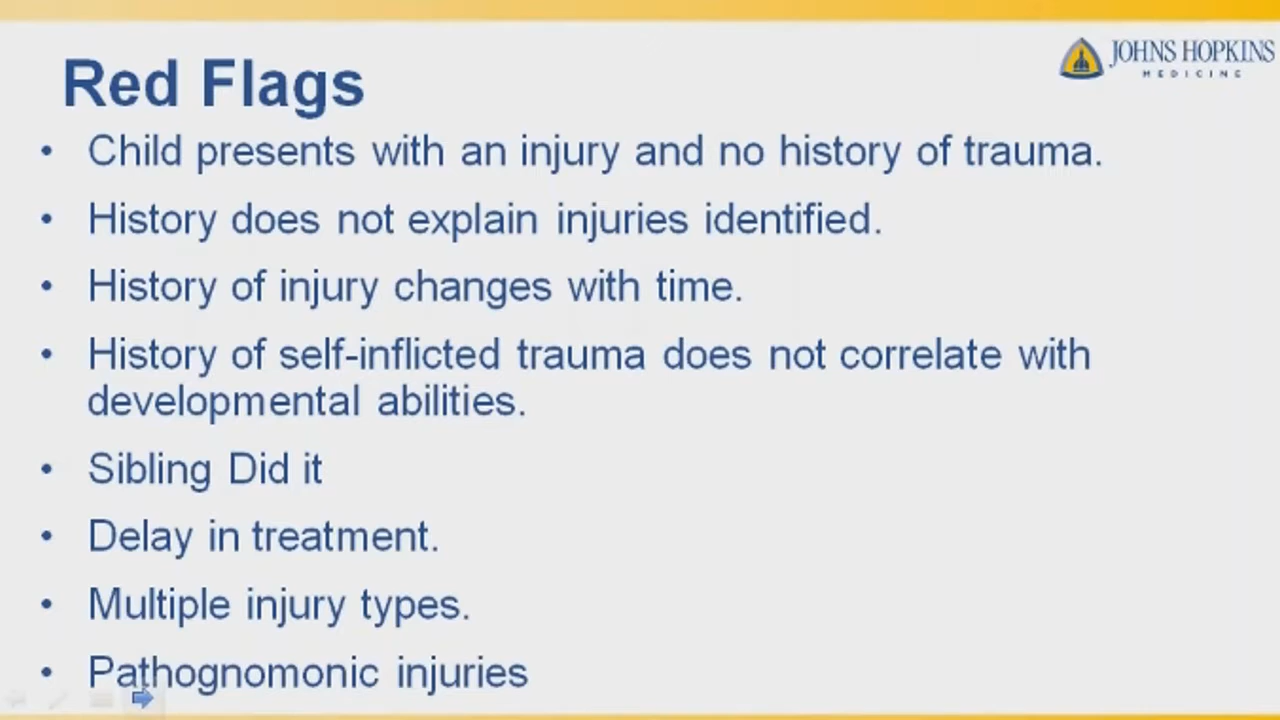 JOHNS HOPKINS
MEDICINE
Red Flags
• Child presents with an injury and no history of trauma.
• History does not explain injuries identified.
• History of injury changes with time.
• History of self-inflicted trauma does not correlate with
developmental abilities.
• Sibling Did it
• Delay in treatment.
• Multiple injury types.
• Pathognomonic injuries